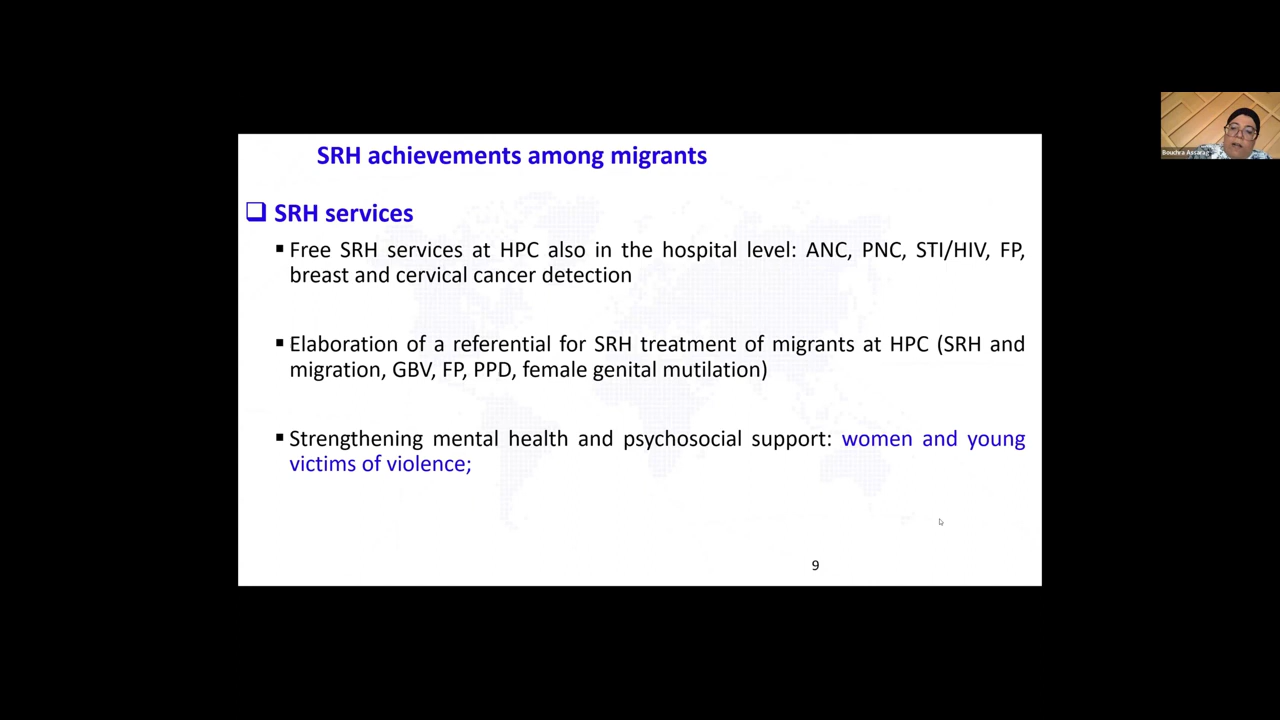 SRH achievements among migrants
SRH services
Free SRH services at HPC also in the hospital level: ANC, PNC, STI/HIV, FP,
breast and cervical cancer detection
Elaboration of a referential for SRH treatment of migrants at HPC (SRH and
migration, GBV, FP, PPD, female genital mutilation)
Strengthening mental health and psychosocial support: women and young
victims of violence;
9
Bouchra Assarag